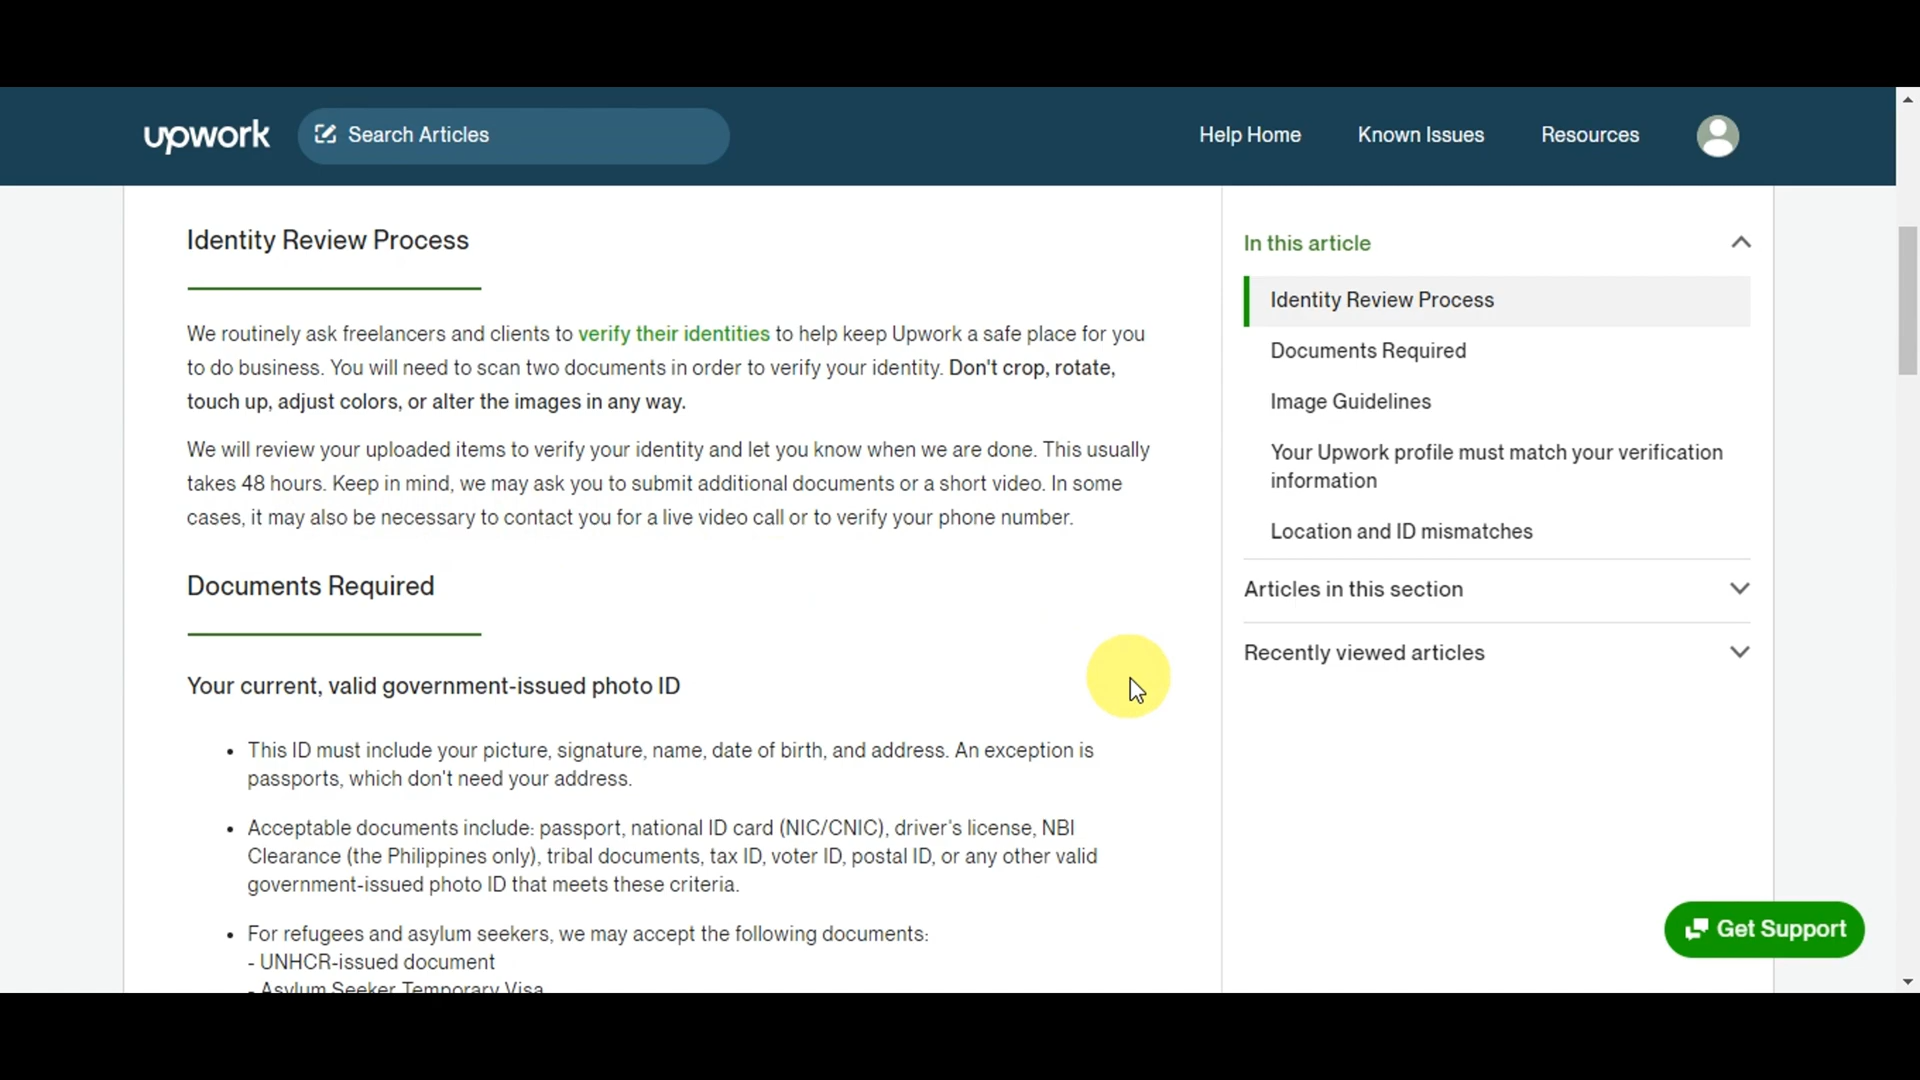 upwork
Search Articles
Help Home
Known Issues
Resources
Identity Review Process
We routinely ask freelancers and clients to verify their identities to help keep Upwork a safe place for you
to do business. You will need to scan two documents in order to verify your identity. Don't crop, rotate,
touch up, adjust colors, or alter the images in any way.
We will review your uploaded items to verify your identity and let you know when we are done. This usually
takes 48 hours. Keep in mind, we may ask you to submit additional documents or a short video. In some
cases, it may also be necessary to contact you for a live video call or to verify your phone number.
Documents Required
Your current, valid government-issued photo ID
• This ID must include your picture, signature, name, date of birth, and address. An exception is
passports, which don't need your address.
• Acceptable documents include: passport, national ID card (NIC/CNIC), driver's license, NBI
Clearance (the Philippines only), tribal documents, tax ID, voter ID, postal ID, or any other valid
government-issued photo ID that meets these criteria.
• For refugees and asylum seekers, we may accept the following documents:
- UNHCR-issued document
- Asylum Seeker Temporary Visa
In this article
Identity Review Process
Documents Required
Image Guidelines
Your Upwork profile must match your verification
information
Location and ID mismatches
Articles in this section
Recently viewed articles
Get Support